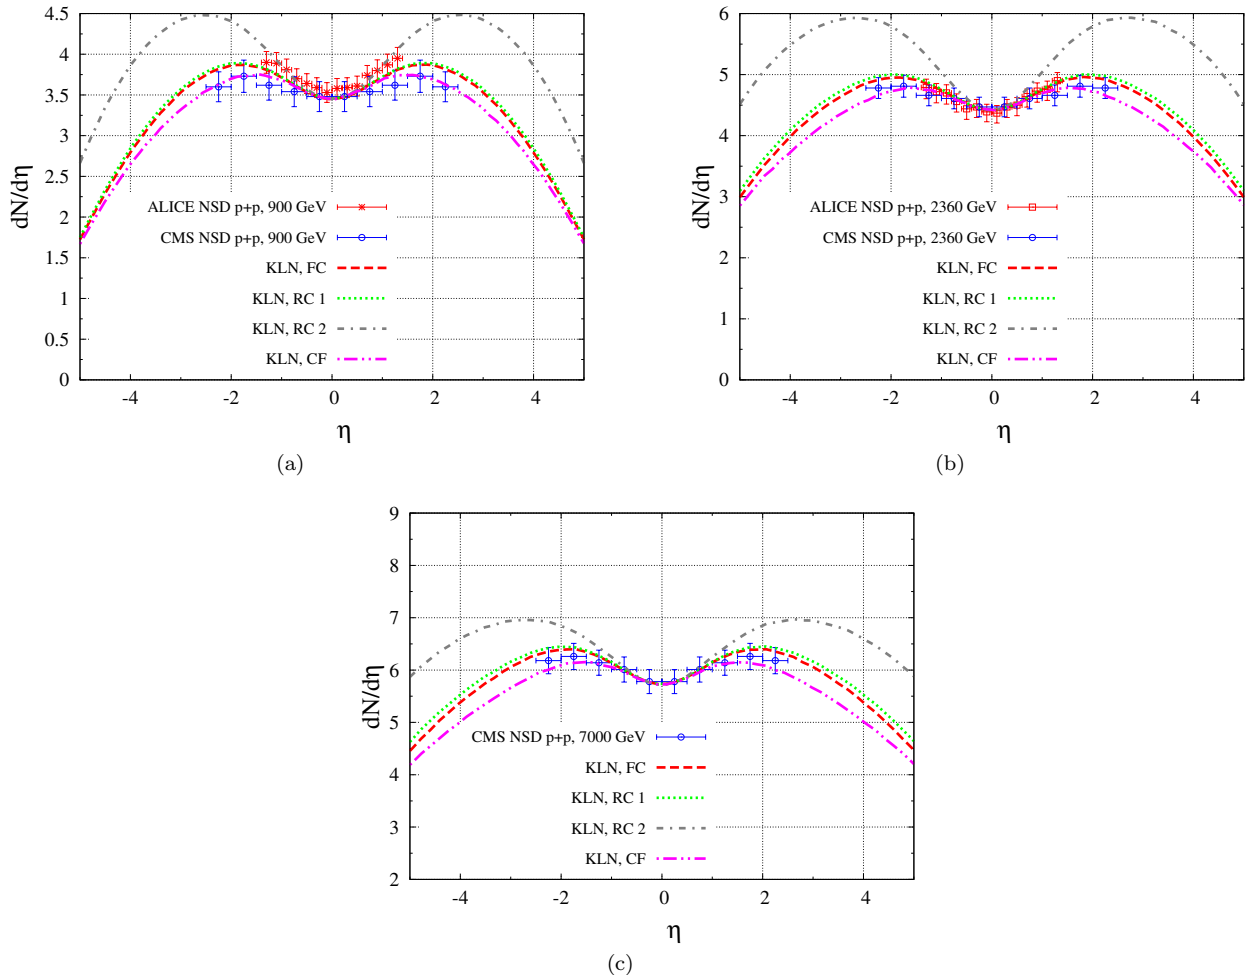 4.5
4
3.5
3
2.5
2
1.5
1
0.5
0
dN/dη
ALICE NSD p+p, 900 GeV
CMS NSD p+p, 900 GeV
KLN, FC
KLN, RC 1
KLN, RC 2
KLN, CF
-4 -2 0 2 4
η
(a)
6
5
4
3
2
1
0
dN/dη
ALICE NSD p+p, 2360 GeV
CMS NSD p+p, 2360 GeV
KLN, FC
KLN, RC 1
KLN, RC 2
KLN, CF
-4 -2 0 2 4
η
(b)
9
8
7
6
5
4
3
2
dN/dη
CMS NSD p+p, 7000 GeV
KLN, FC
KLN, RC 1
KLN, RC 2
KLN, CF
-4 -2 0 2 4
η
(c)